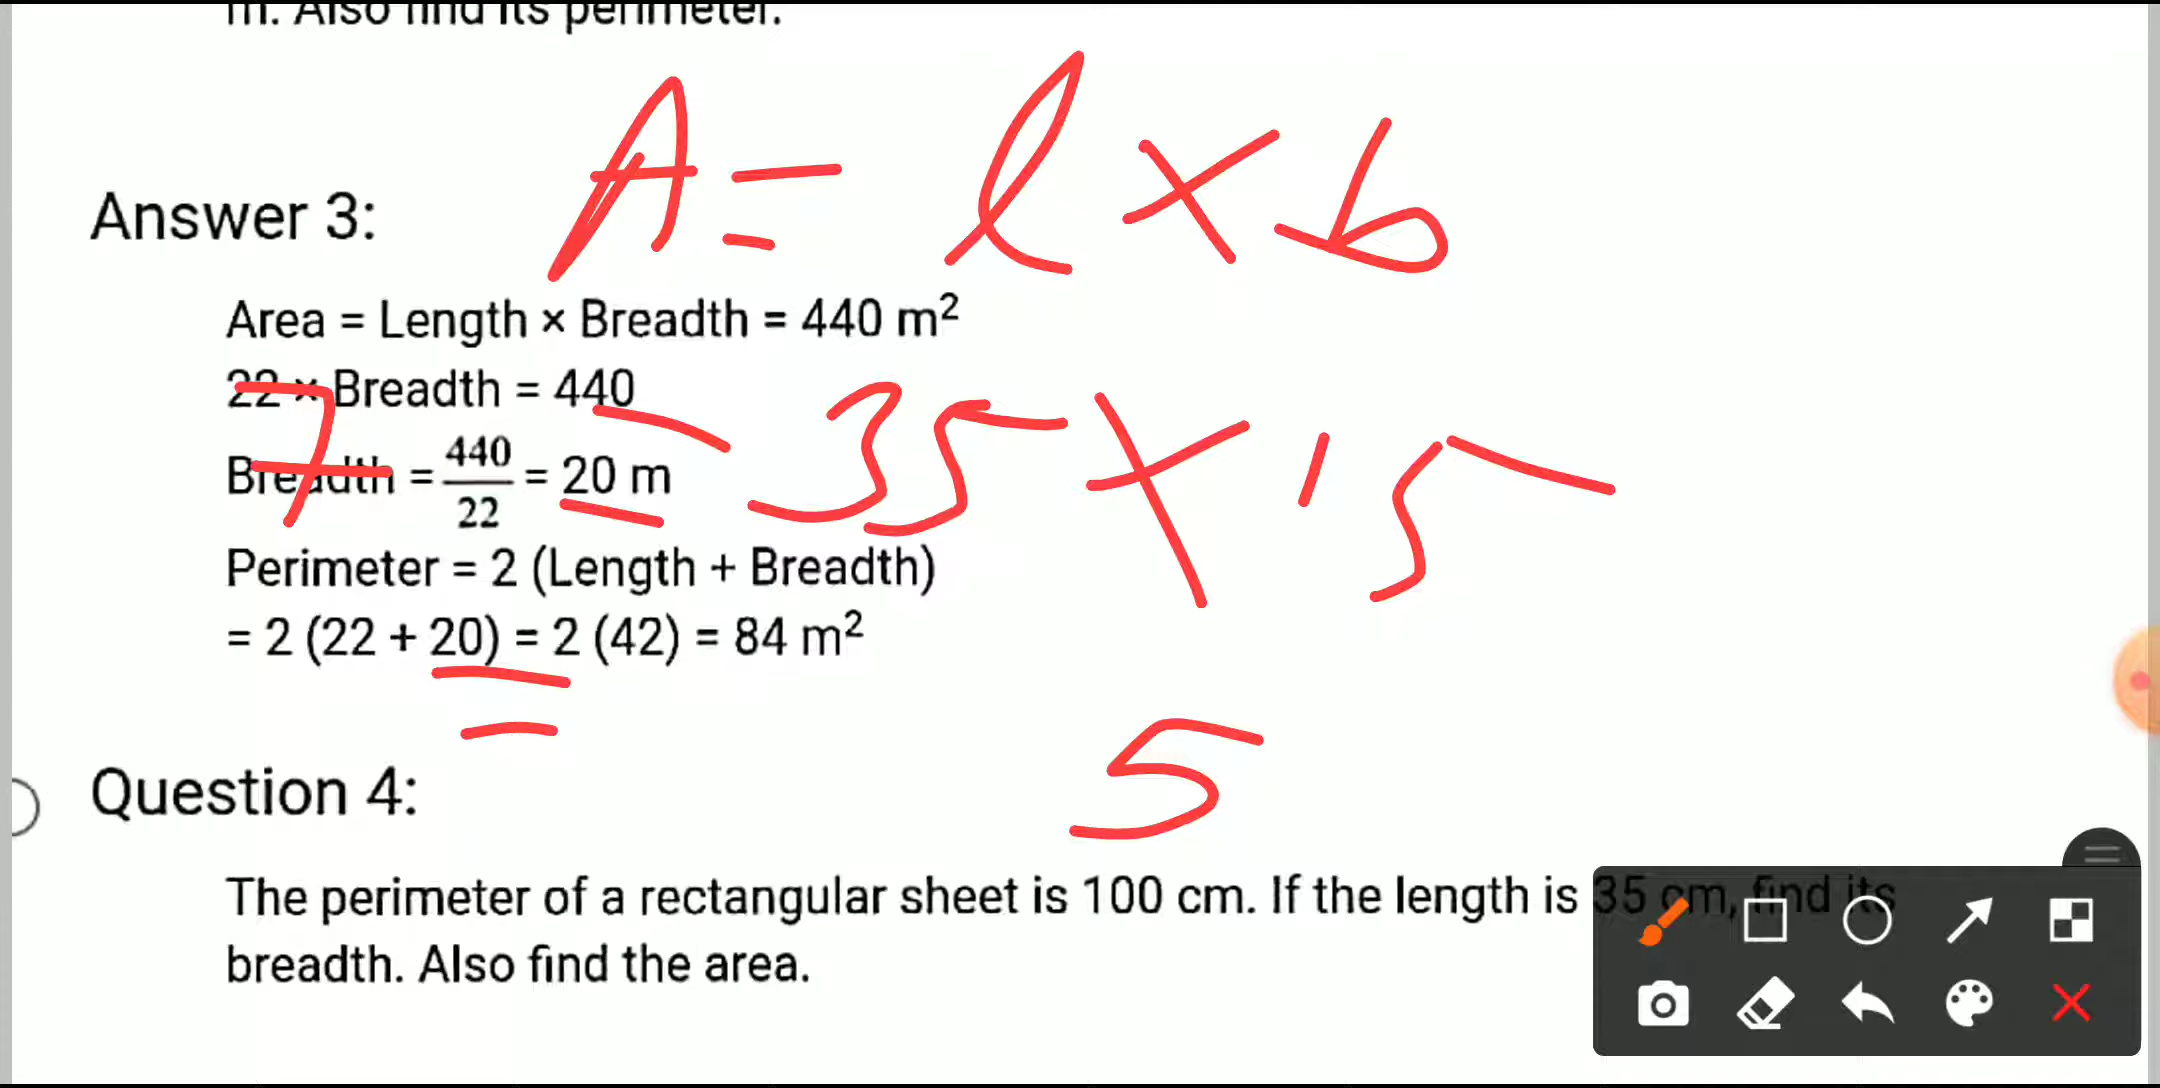 m. Also find its perimeter.
A = l × b
Answer 3:
Area = Length × Breadth = 440 m²
22 × Breadth = 440
7 35 × 15
Breadth = 440/22 = 20 m
Perimeter = 2 (Length + Breadth)
= 2 (22 + 20) = 2 (42) = 84 m²
5
Question 4:
The perimeter of a rectangular sheet is 100 cm. If the length is 35 cm, find its
breadth. Also find the area.